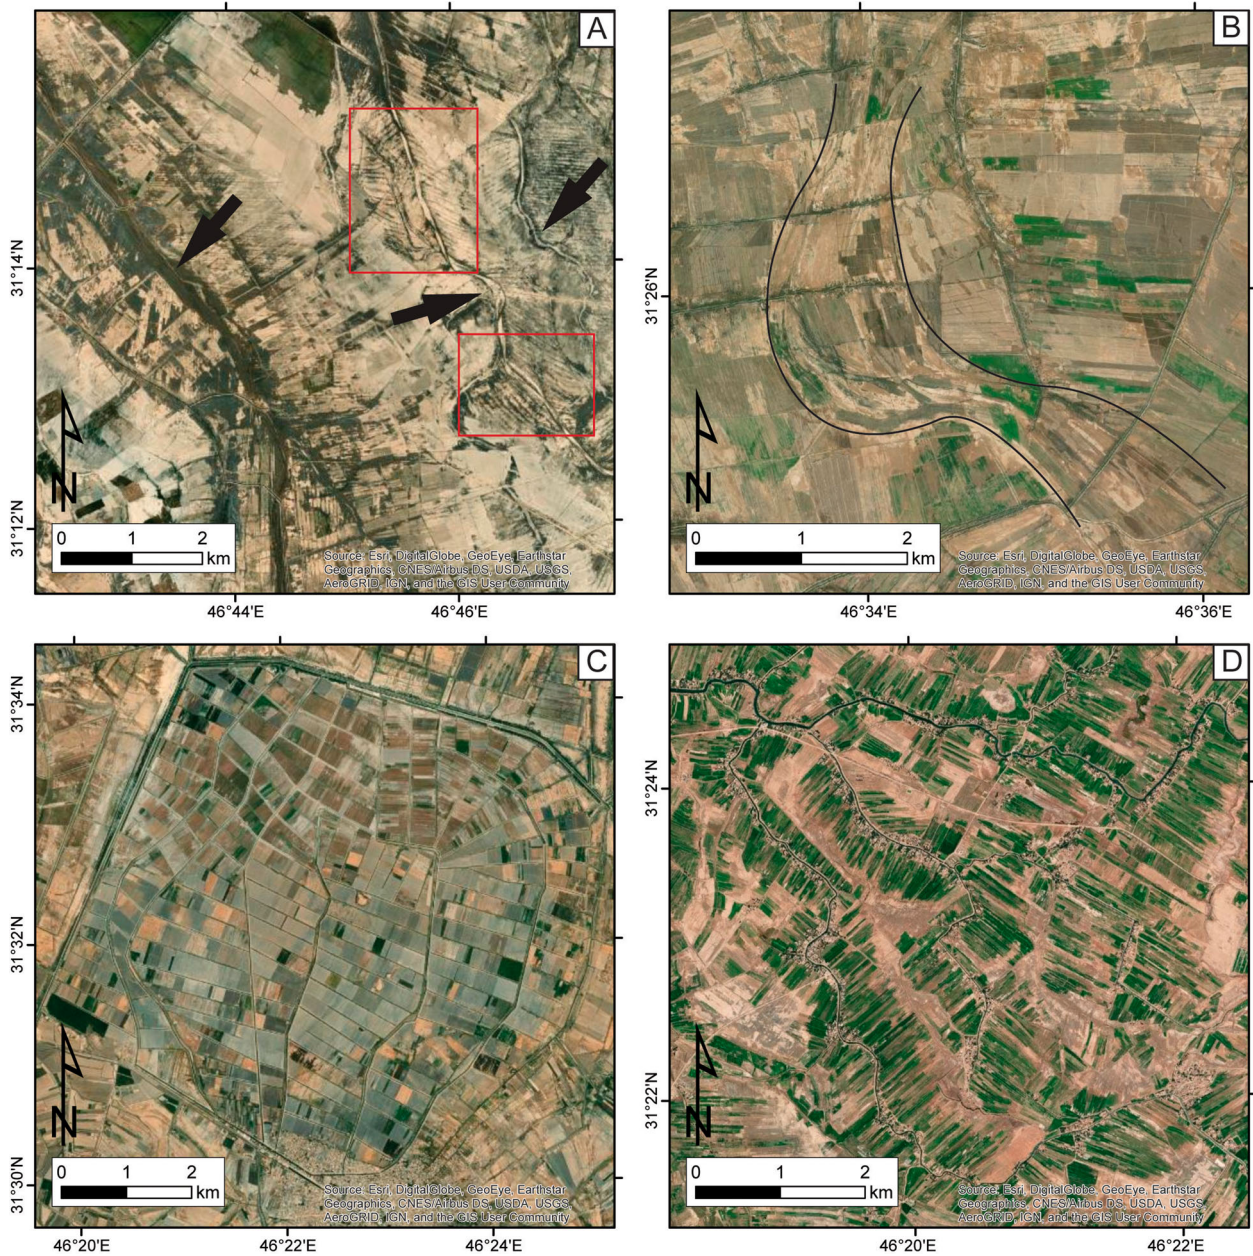 A
31°14'N
31°12'N
N
0 1 2
km
Source: Esri, DigitalGlobe, GeoEye, Earthstar
Geographics, CNES/Airbus DS, USDA, USGS,
AeroGRID, IGN, and the GIS User Community
46°44'E 46°46'E
B
31°26'N
N
0 1 2
km
Source: Esri, DigitalGlobe, GeoEye, Earthstar
Geographics, CNES/Airbus DS, USDA, USGS,
AeroGRID, IGN, and the GIS User Community
46°34'E 46°36'E
C
31°34'N
31°32'N
31°30'N
N
0 1 2
km
Source: Esri, DigitalGlobe, GeoEye, Earthstar
Geographics, CNES/Airbus DS, USDA, USGS,
AeroGRID, IGN, and the GIS User Community
46°20'E 46°22'E 46°24'E
D
31°24'N
31°22'N
N
0 1 2
km
Source: Esri, DigitalGlobe, GeoEye, Earthstar
Geographics, CNES/Airbus DS, USDA, USGS,
AeroGRID, IGN, and the GIS User Community
46°20'E 46°22'E